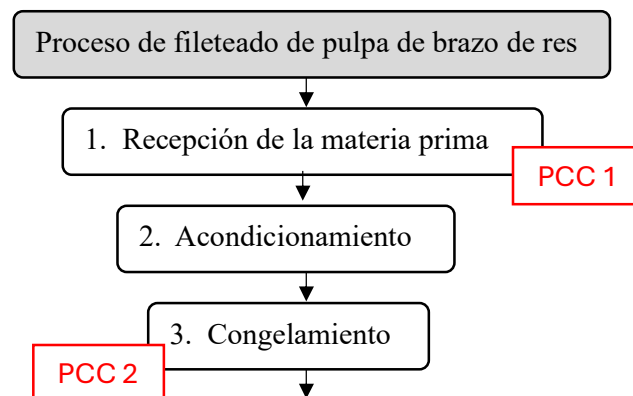 Proceso de fileteado de pulpa de brazo de res
1. Recepción de la materia prima
PCC 1
2. Acondicionamiento
3. Congelamiento
PCC 2